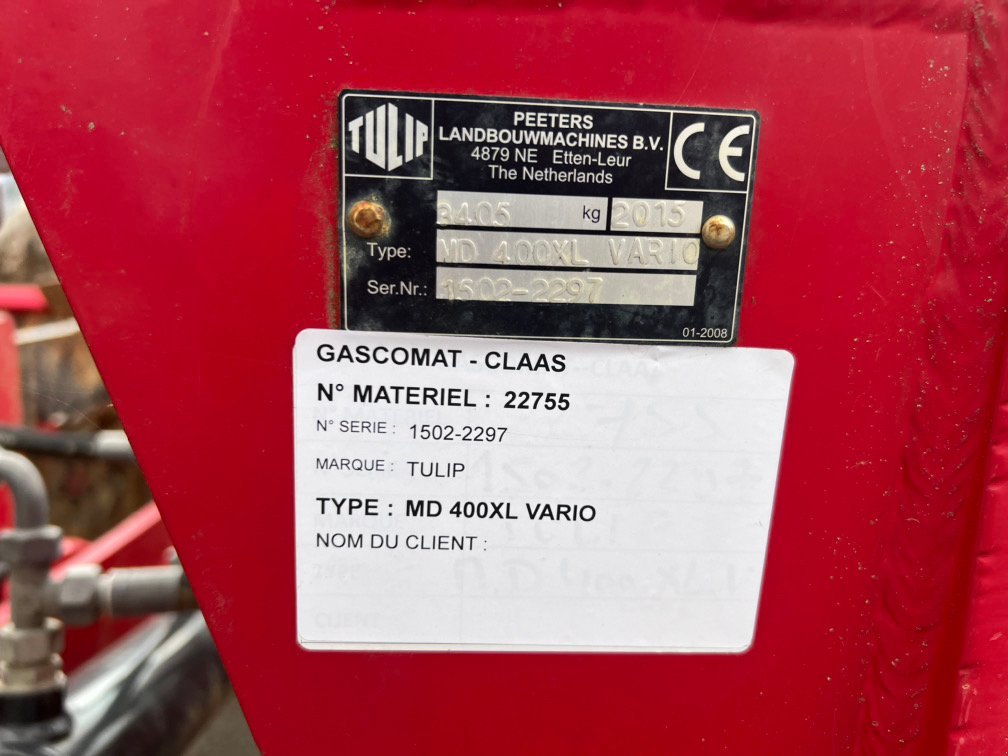 TULIP
PEETERS
LANDBOUWMACHINES B.V.
4879 NE Etten-Leur
The Netherlands
CE
3405 kg 2015
Type: MD 400XL VARIO
Ser.Nr.: 1502-2297
01-2008
GASCOMAT - CLAAS
N° MATERIEL : 22755
N° SERIE : 1502-2297
MARQUE : TULIP
TYPE : MD 400XL VARIO
NOM DU CLIENT :